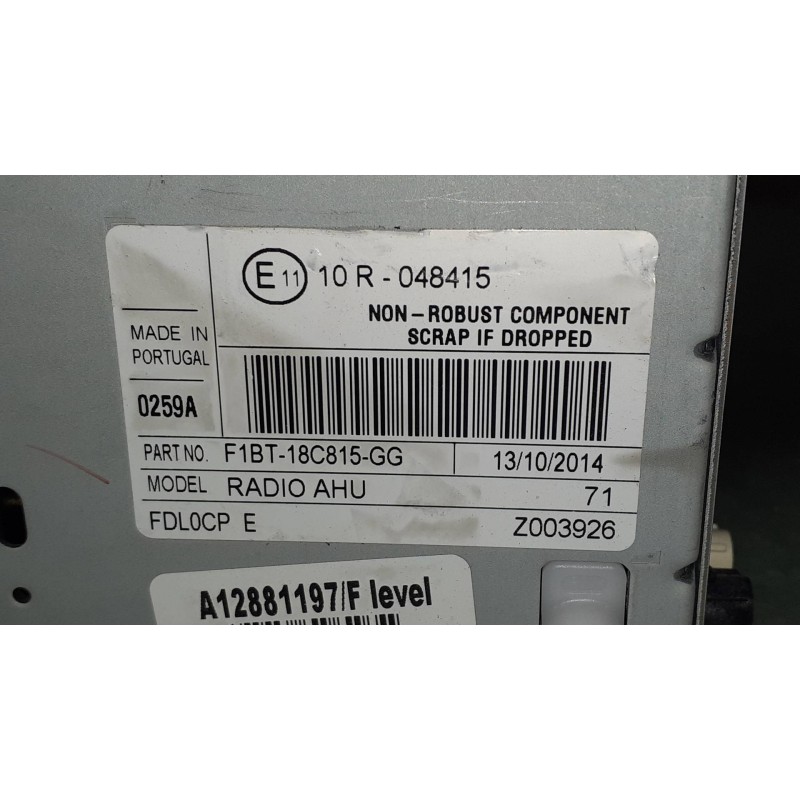 E 11 10 R - 048415
NON-ROBUST COMPONENT
SCRAP IF DROPPED
MADE IN
PORTUGAL
0259A
PART NO. F1BT-18C815-GG 13/10/2014
MODEL RADIO AHU 71
FDL0CP E Z003926
A12881197/F level